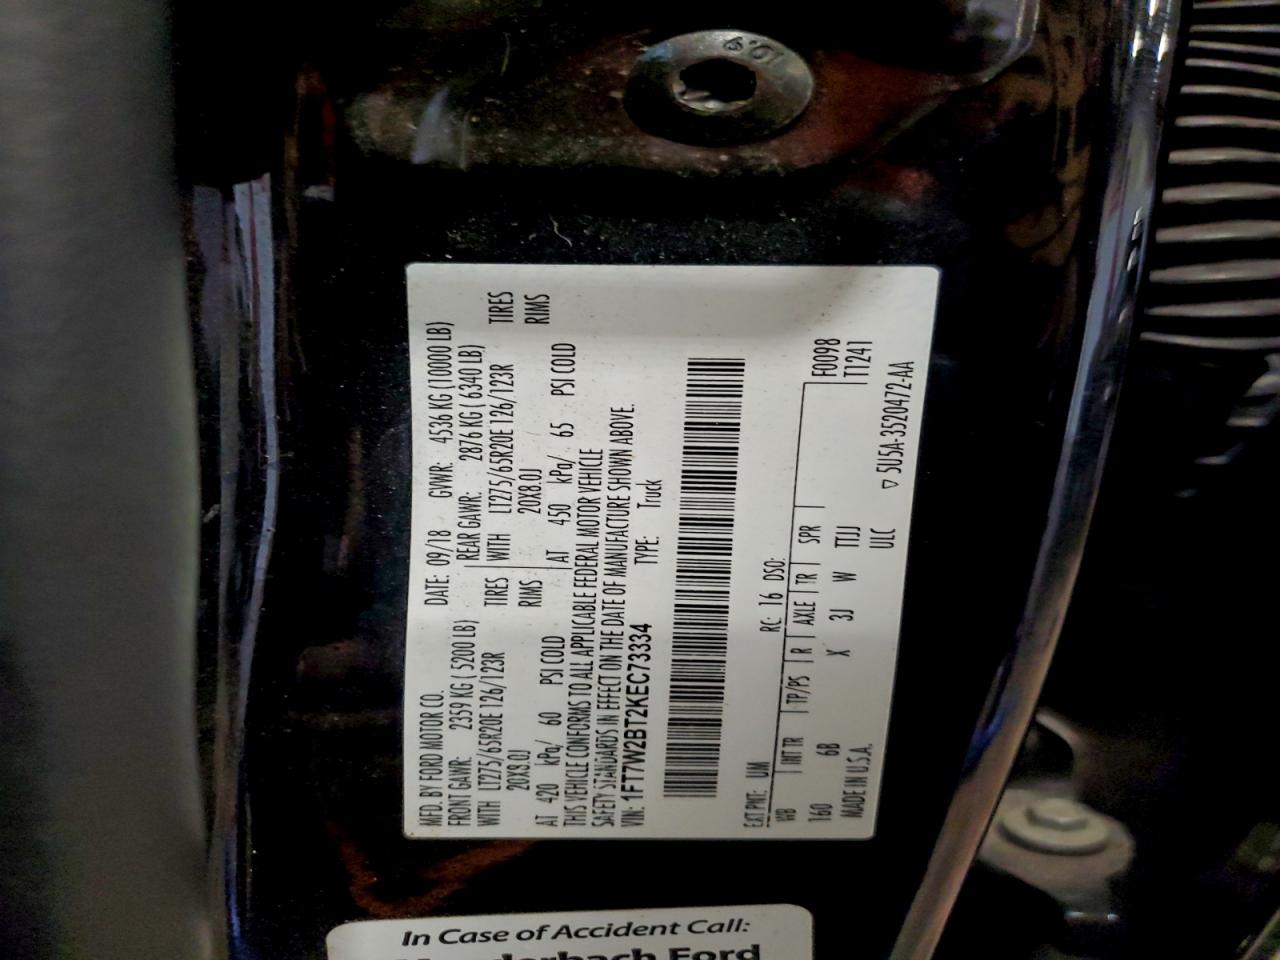 10.9
MFD. BY FORD MOTOR CO.
DATE: 09/18 GVWR: 4536 KG (10000 LB)
FRONT GAWR: 2359 KG ( 5200 LB)
REAR GAWR: 2876 KG ( 6340 LB)
WITH LT275/65R20E 126/123R TIRES
WITH LT275/65R20E 126/123R TIRES
20X8.0J RIMS
20X8.0J RIMS
AT 420 kPa/ 60 PSI COLD
AT 450 kPa/ 65 PSI COLD
THIS VEHICLE CONFORMS TO ALL APPLICABLE FEDERAL MOTOR VEHICLE
SAFETY STANDARDS IN EFFECT ON THE DATE OF MANUFACTURE SHOWN ABOVE.
VIN: 1FT7W2BT2KEC73334 TYPE: Truck
EXT PNT: UM RC: 16 DSO:
WB INT TR TP/PS R AXLE TR SPR F0098
160 6B X 3J W TTJJ T1241
MADE IN U.S.A. ULC ▽ 5U5A-3520472-AA
In Case of Accident Call:
Ford